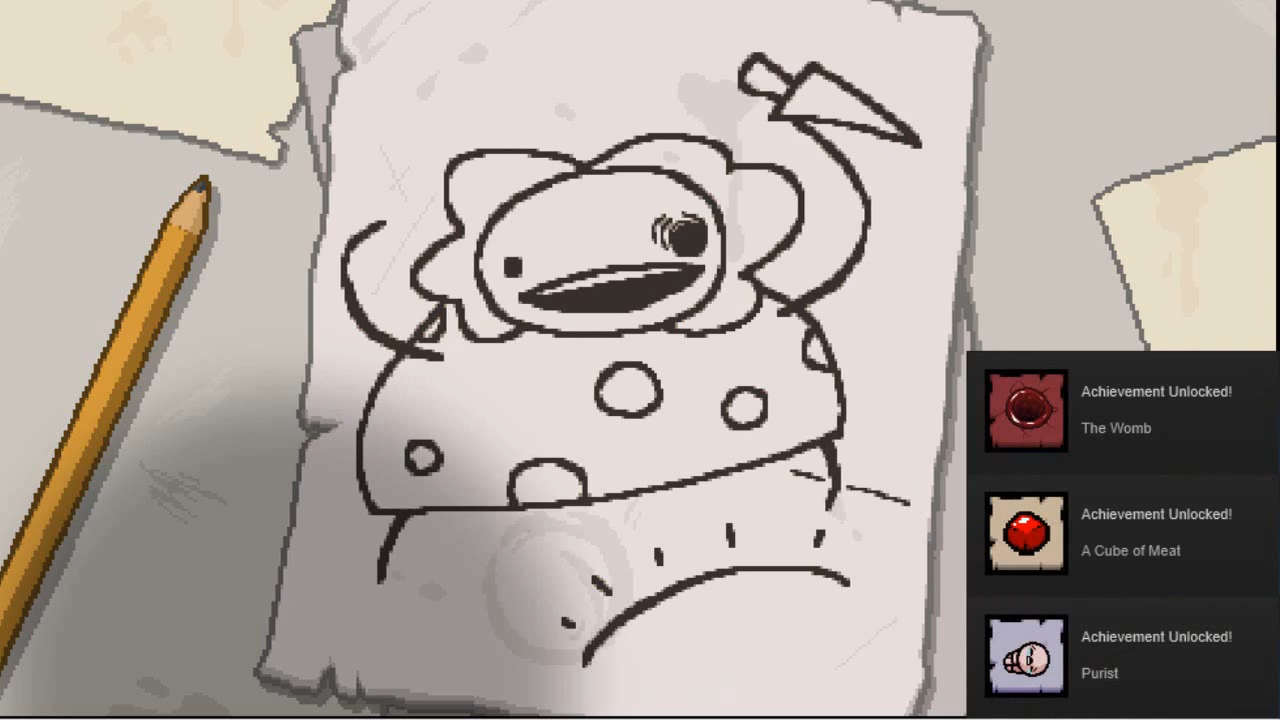 Achievement Unlocked!
The Womb
Achievement Unlocked!
A Cube of Meat
Achievement Unlocked!
Purist